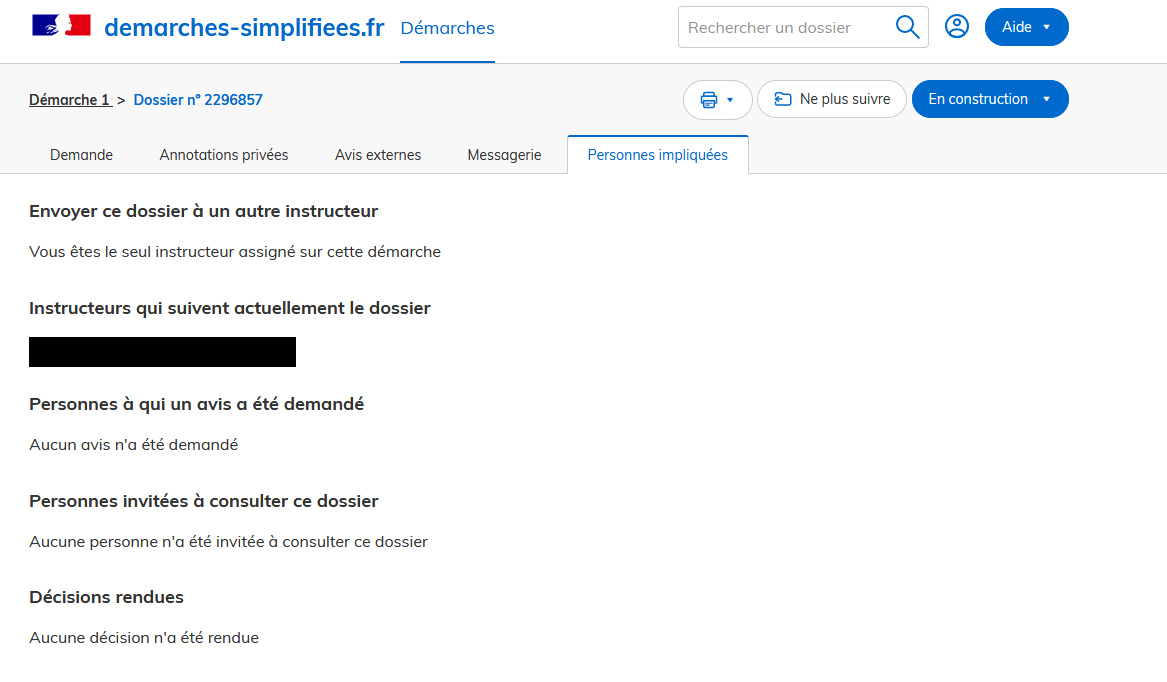 demarches-simplifiees.fr Démarches Rechercher un dossier Aide
Démarche 1 > Dossier nº 2296857 Ne plus suivre En construction
Demande Annotations privées Avis externes Messagerie Personnes impliquées
Envoyer ce dossier à un autre instructeur
Vous êtes le seul instructeur assigné sur cette démarche
Instructeurs qui suivent actuellement le dossier
Personnes à qui un avis a été demandé
Aucun avis n'a été demandé
Personnes invitées à consulter ce dossier
Aucune personne n'a été invitée à consulter ce dossier
Décisions rendues
Aucune décision n'a été rendue